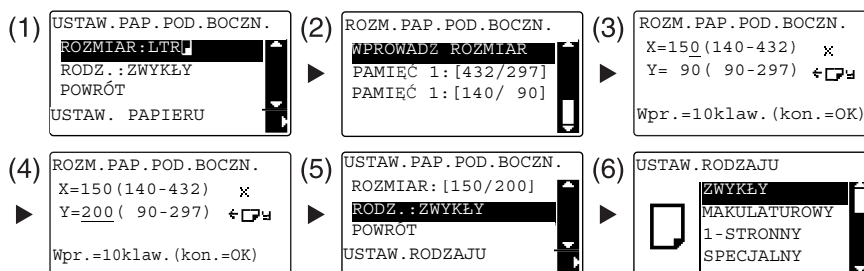 (1)
USTAW.PAP.POD.BOCZN.
ROZMIAR:LTR
RODZ.:ZWYKŁY
POWRÓT
USTAW. PAPIERU
(2)
ROZM.PAP.POD.BOCZN.
WPROWADZ ROZMIAR
PAMIĘĆ 1:[432/297]
PAMIĘĆ 1:[140/ 90]
(3)
ROZM.PAP.POD.BOCZN.
X=150(140-432) X
Y= 90( 90-297) Y
Wpr.=10klaw.(kon.=OK)
(4)
ROZM.PAP.POD.BOCZN.
X=150(140-432) X
Y=200( 90-297) Y
Wpr.=10klaw.(kon.=OK)
(5)
USTAW.PAP.POD.BOCZN.
ROZMIAR:[150/200]
RODZ.:ZWYKŁY
POWRÓT
USTAW.RODZAJU
(6)
USTAW.RODZAJU
ZWYKŁY
MAKULATUROWY
1-STRONNY
SPECJALNY